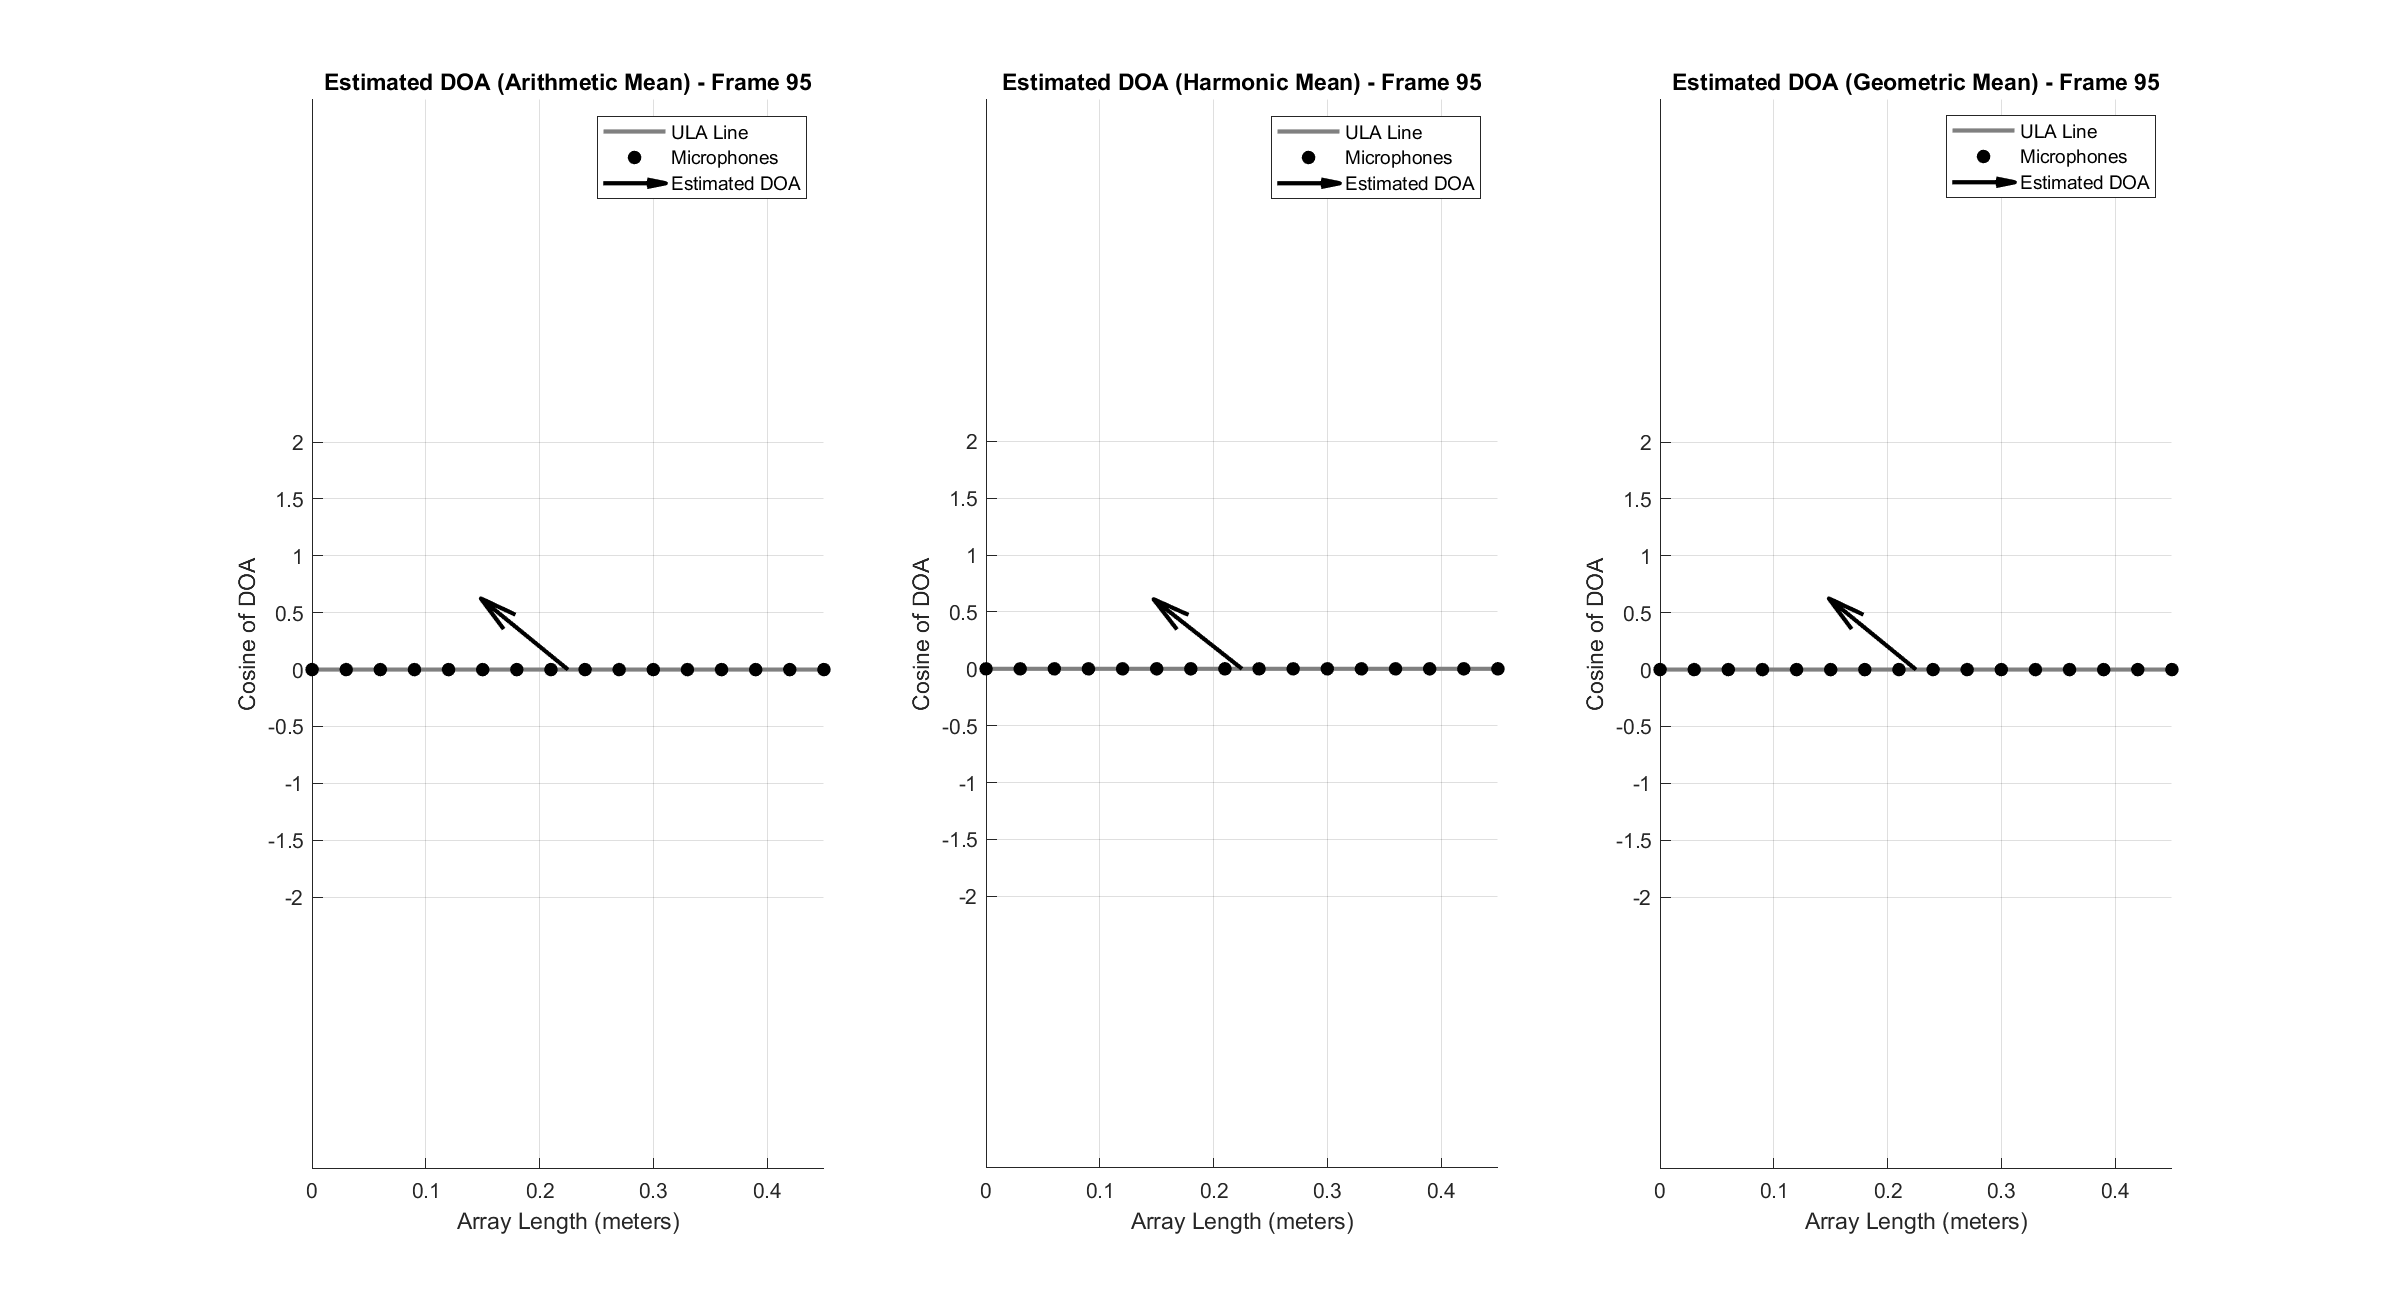 Estimated DOA (Arithmetic Mean) - Frame 95
ULA Line
Microphones
Estimated DOA
2
1.5
1
0.5
0
-0.5
-1
-1.5
-2
Cosine of DOA
0
0.1
0.2
0.3
0.4
Array Length (meters)
Estimated DOA (Harmonic Mean) - Frame 95
ULA Line
Microphones
Estimated DOA
2
1.5
1
0.5
0
-0.5
-1
-1.5
-2
Cosine of DOA
0
0.1
0.2
0.3
0.4
Array Length (meters)
Estimated DOA (Geometric Mean) - Frame 95
ULA Line
Microphones
Estimated DOA
2
1.5
1
0.5
0
-0.5
-1
-1.5
-2
Cosine of DOA
0
0.1
0.2
0.3
0.4
Array Length (meters)